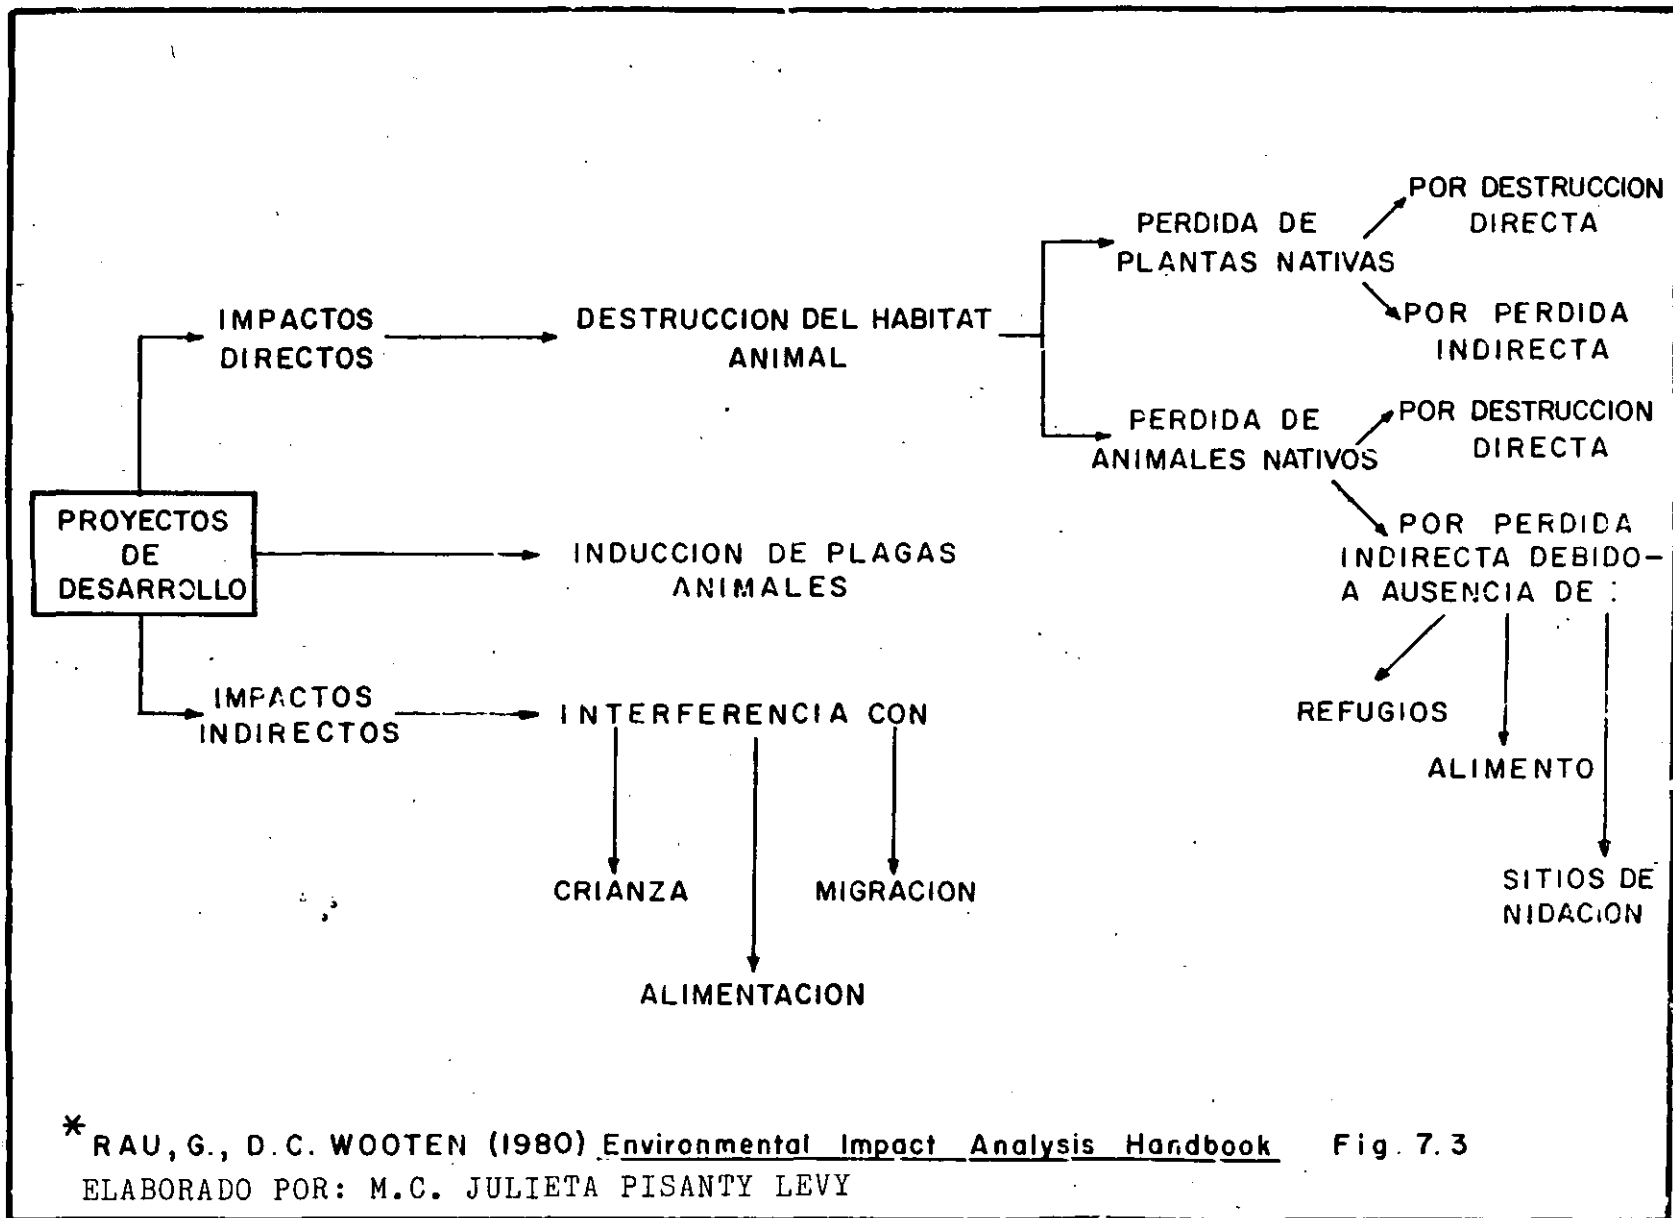 POR DESTRUCCION
DIRECTA
PERDIDA DE
PLANTAS NATIVAS
POR PERDIDA
INDIRECTA
IMPACTOS
DIRECTOS
DESTRUCCION DEL HABITAT
ANIMAL
PERDIDA DE
ANIMALES NATIVOS
POR DESTRUCCION
DIRECTA
POR PERDIDA
INDIRECTA DEBIDO-
A AUSENCIA DE :
REFUGIOS
ALIMENTO
SITIOS DE
NIDACION
PROYECTOS
DE
DESARROLLO
INDUCCION DE PLAGAS
ANIMALES
IMPACTOS
INDIRECTOS
INTERFERENCIA CON
CRIANZA
MIGRACION
ALIMENTACION
* RAU, G., D.C. WOOTEN (1980) Environmental Impact Analysis Handbook Fig. 7.3
ELABORADO POR: M.C. JULIETA PISANTY LEVY